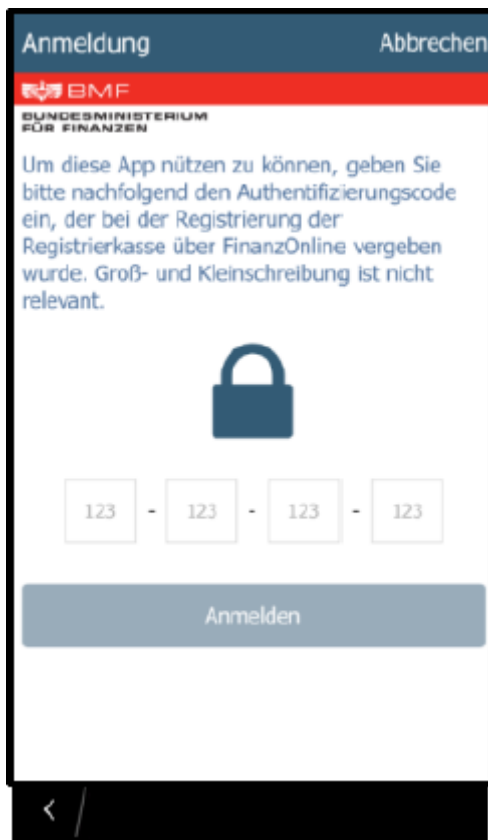 Anmeldung
Abbrechen
BMF
BUNDESMINISTERIUM
FÜR FINANZEN
Um diese App nützen zu können, geben Sie
bitte nachfolgend den Authentifizierungscode
ein, der bei der Registrierung der
Registrierkasse über FinanzOnline vergeben
wurde. Groß- und Kleinschreibung ist nicht
relevant.
123 - 123 - 123 - 123
Anmelden